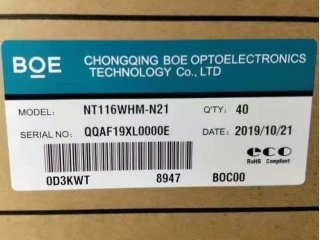 BOE
CHONGQING BOE OPTOELECTRONICS
TECHNOLOGY Co., LTD
MODEL: NT116WHM-N21 Q'TY: 40
SERIAL NO: QQAF19XL0000E DATE: 2019/10/21
eco
RoHS Compliant
0D3KWT 8947 B0C00